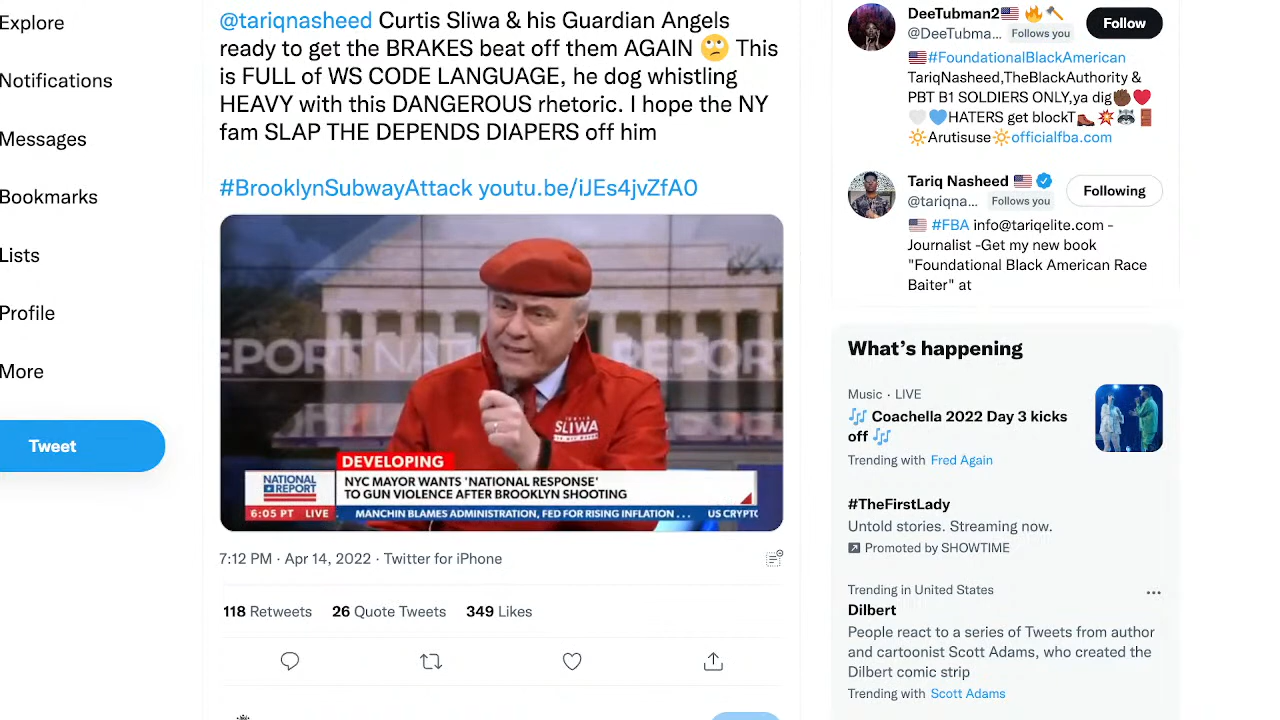 Explore
Notifications
Messages
Bookmarks
Lists
Profile
More
Tweet
@tariqnasheed Curtis Sliwa & his Guardian Angels
ready to get the BRAKES beat off them AGAIN 🙄 This
is FULL of WS CODE LANGUAGE, he dog whistling
HEAVY with this DANGEROUS rhetoric. I hope the NY
fam SLAP THE DEPENDS DIAPERS off him
#BrooklynSubwayAttack youtu.be/iJEs4jvZfA0
EPORT NAT REPORT
CURTIS
SLIWA
DEVELOPING
NATIONAL
REPORT
NYC MAYOR WANTS 'NATIONAL RESPONSE'
TO GUN VIOLENCE AFTER BROOKLYN SHOOTING
6:05 PT LIVE
MANCHIN BLAMES ADMINISTRATION, FED FOR RISING INFLATION . . . US CRYPTO
7:12 PM · Apr 14, 2022 · Twitter for iPhone
118 Retweets 26 Quote Tweets 349 Likes
DeeTubman2🇺🇸 🔥🔨
@DeeTubma... Follows you
Follow
🇺🇸#FoundationalBlackAmerican
TariqNasheed,TheBlackAuthority &
PBT B1 SOLDIERS ONLY,ya dig✊🏿❤️
🤍💙HATERS get blockT👞💥🦝🚪
🔆Arutisuse🔆officialfba.com
Tariq Nasheed 🇺🇸
@tariqna... Follows you
Following
🇺🇸 #FBA info@tariqelite.com -
Journalist -Get my new book
"Foundational Black American Race
Baiter" at
What's happening
Music · LIVE
🎶 Coachella 2022 Day 3 kicks
off 🎶
Trending with Fred Again
#TheFirstLady
Untold stories. Streaming now.
Promoted by SHOWTIME
Trending in United States
Dilbert
People react to a series of Tweets from author
and cartoonist Scott Adams, who created the
Dilbert comic strip
Trending with Scott Adams